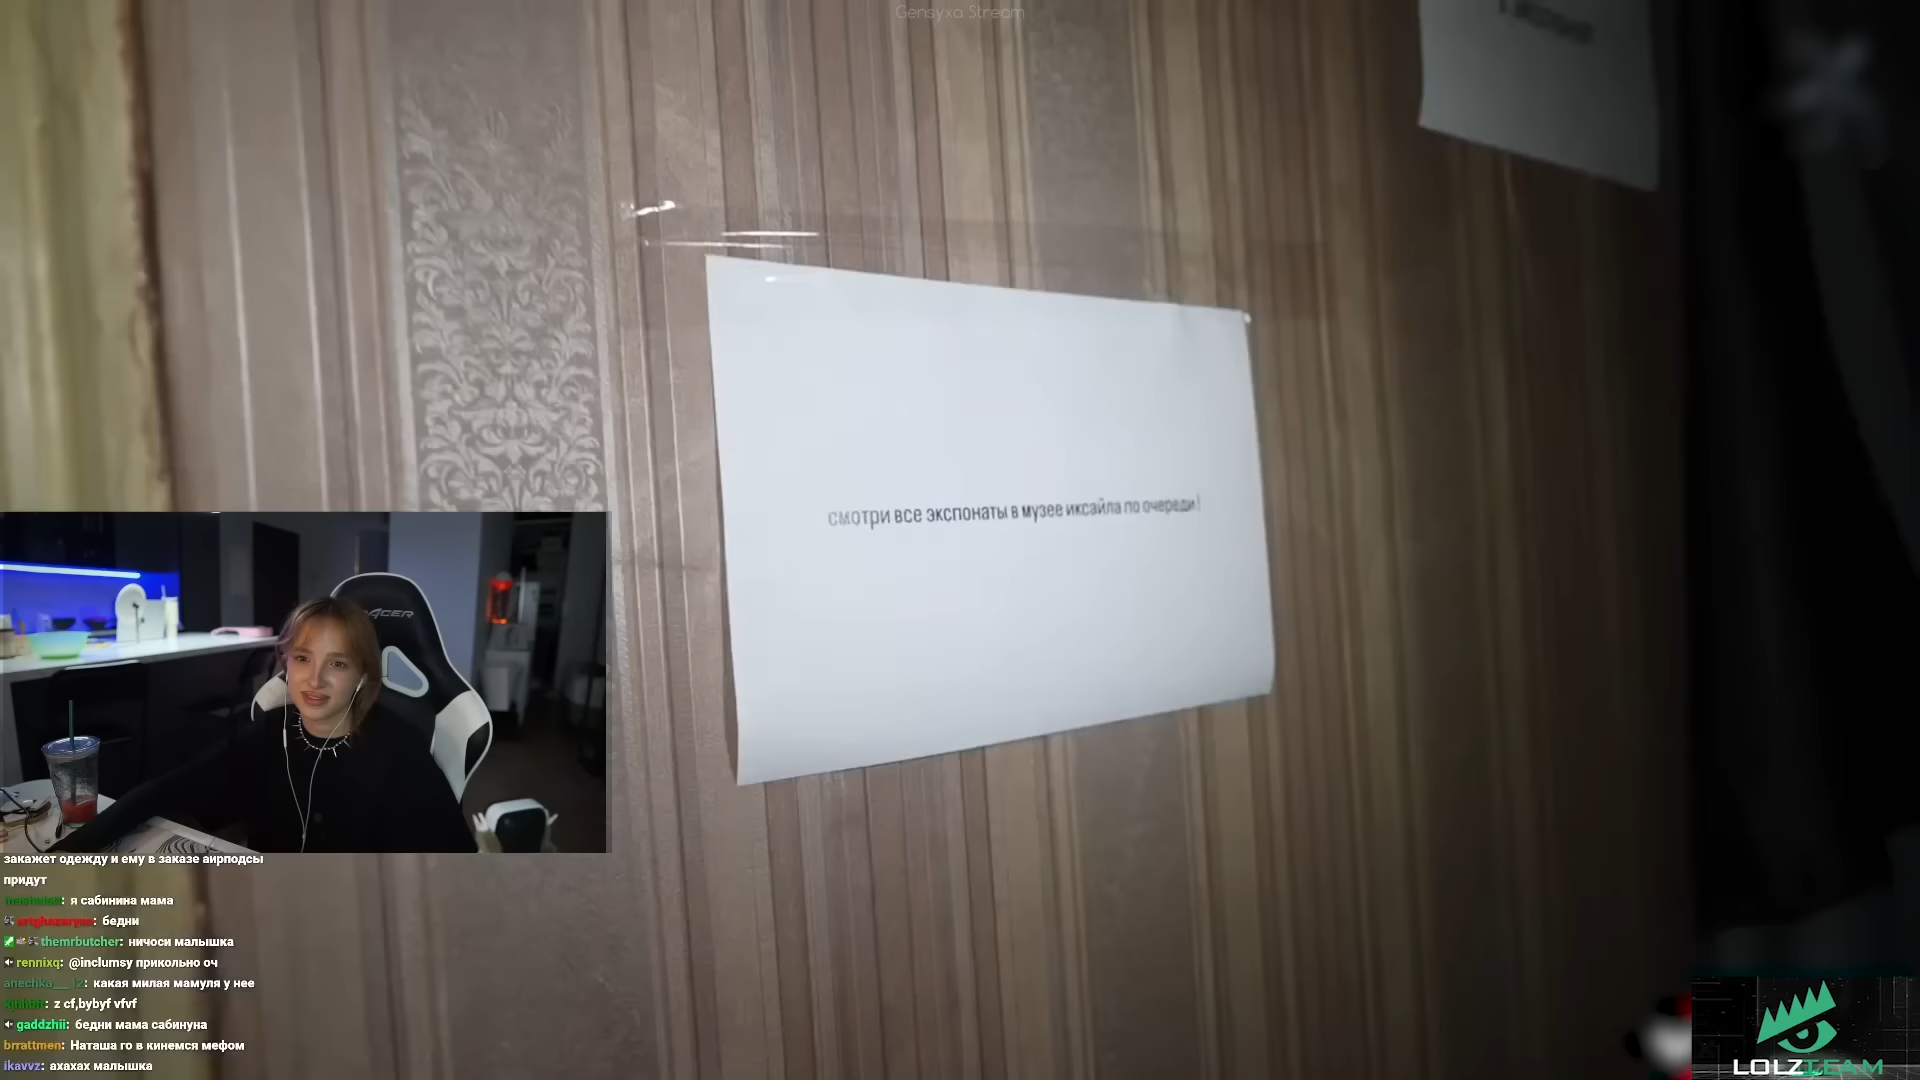 Gensyxa Stream
смотри все экспонаты в музее иксайла по очереди!
закажет одежду и ему в заказе аирподсы
придут
: я сабинина мама
: бедни
themrbutcher: ничоси малышка
rennixq: @inclumsy прикольно оч
anechka__12: какая милая мамуля у нее
: z cf,bybyf vfvf
gaddzhii: бедни мама сабинуна
brrattmen: Наташа го в кинемся мефом
ikavvz: ахахах малышка
LOLZTEAM